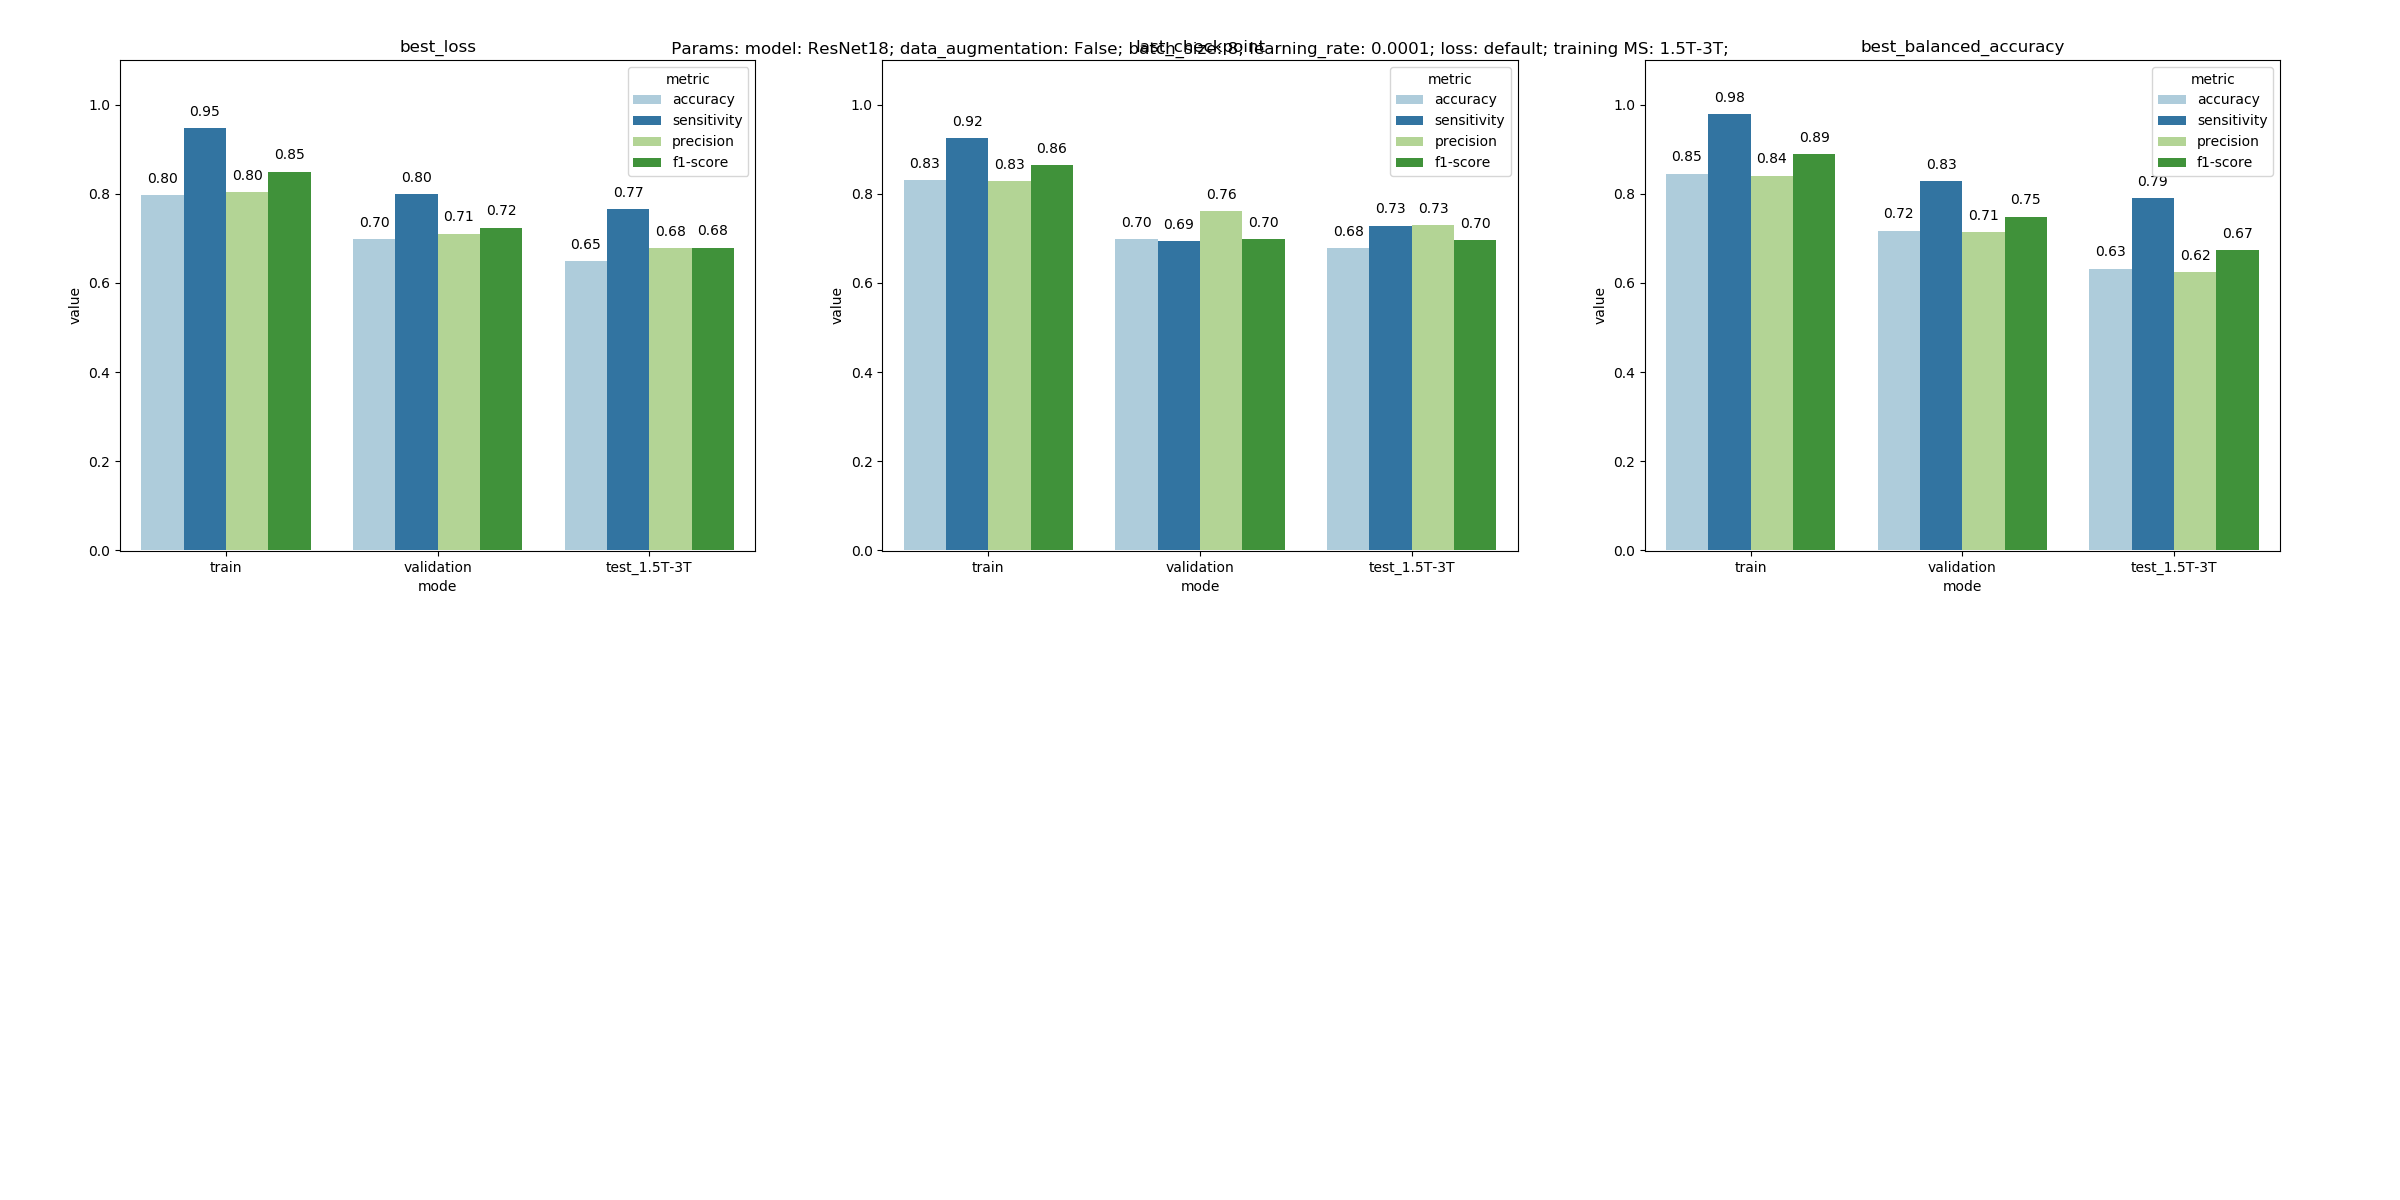 Params: model: ResNet18; data_augmentation: False; batch_size: 8; learning_rate: 0.0001; loss: default; training MS: 1.5T-3T;
best_loss
metric
accuracy
sensitivity
precision
f1-score
1.0
0.8
0.6
0.4
0.2
0.0
value
0.80
0.95
0.80
0.85
0.70
0.80
0.71
0.72
0.65
0.77
0.68
0.68
train validation test_1.5T-3T
mode
last_checkpoint
metric
accuracy
sensitivity
precision
f1-score
1.0
0.8
0.6
0.4
0.2
0.0
value
0.83
0.92
0.83
0.86
0.70
0.69
0.76
0.70
0.68
0.73
0.73
0.70
train validation test_1.5T-3T
mode
best_balanced_accuracy
metric
accuracy
sensitivity
precision
f1-score
1.0
0.8
0.6
0.4
0.2
0.0
value
0.85
0.98
0.84
0.89
0.72
0.83
0.71
0.75
0.63
0.79
0.62
0.67
train validation test_1.5T-3T
mode